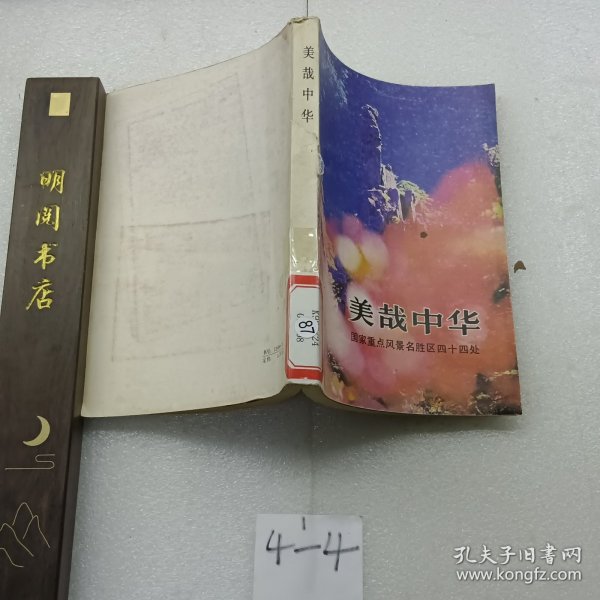 明阅书店
美哉中华
87
美哉中华
国家重点风景名胜区四十四处
4-4
孔夫子旧书网
www.kongfz.com